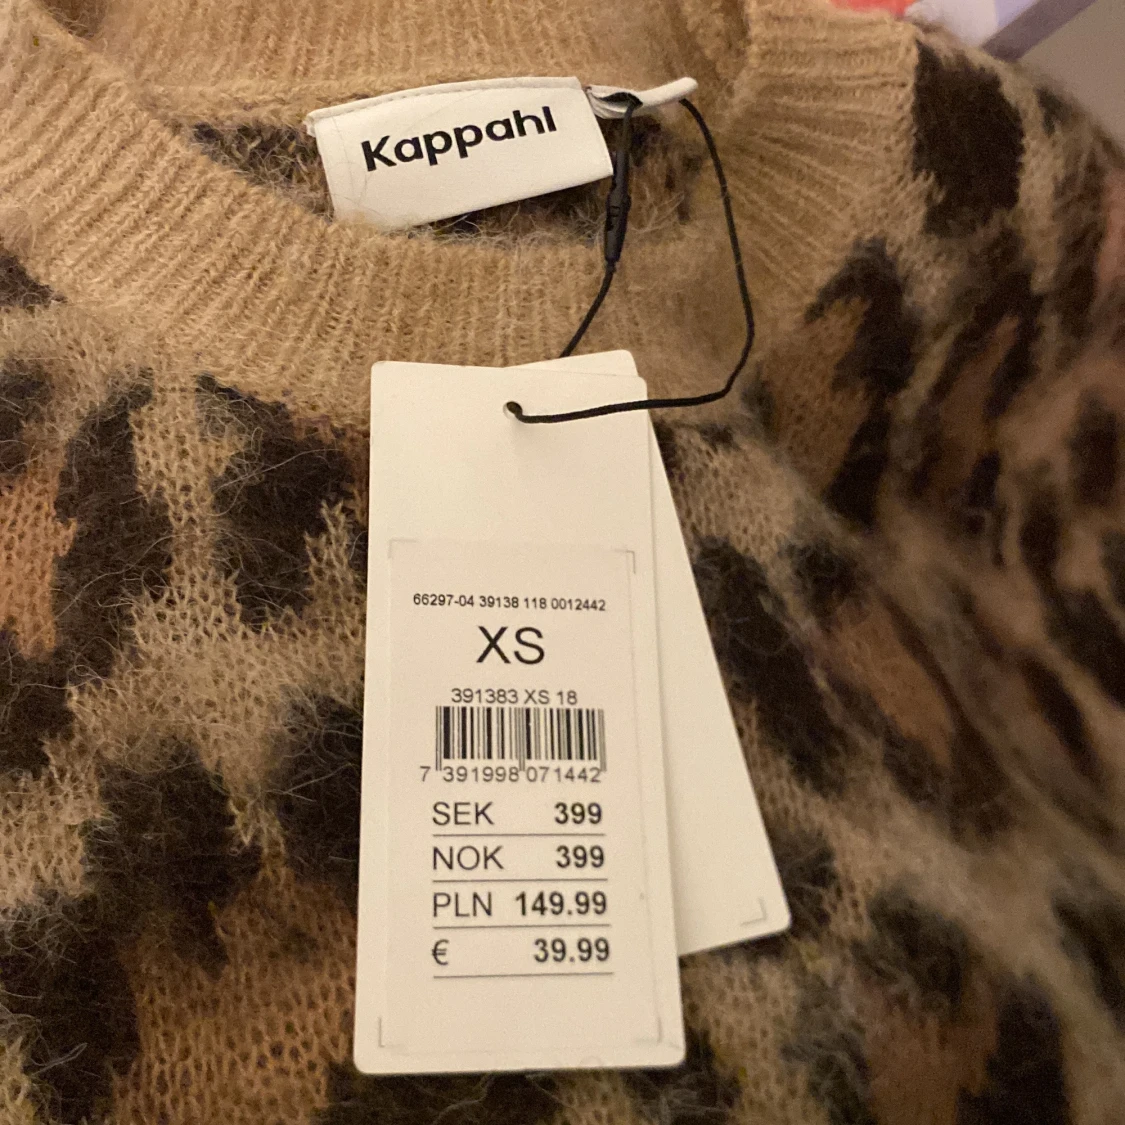 Kappahl
66297-04 39138 118 0012442
XS
391383 XS 18
7 391998 071442
SEK 399
NOK 399
PLN 149.99
€ 39.99